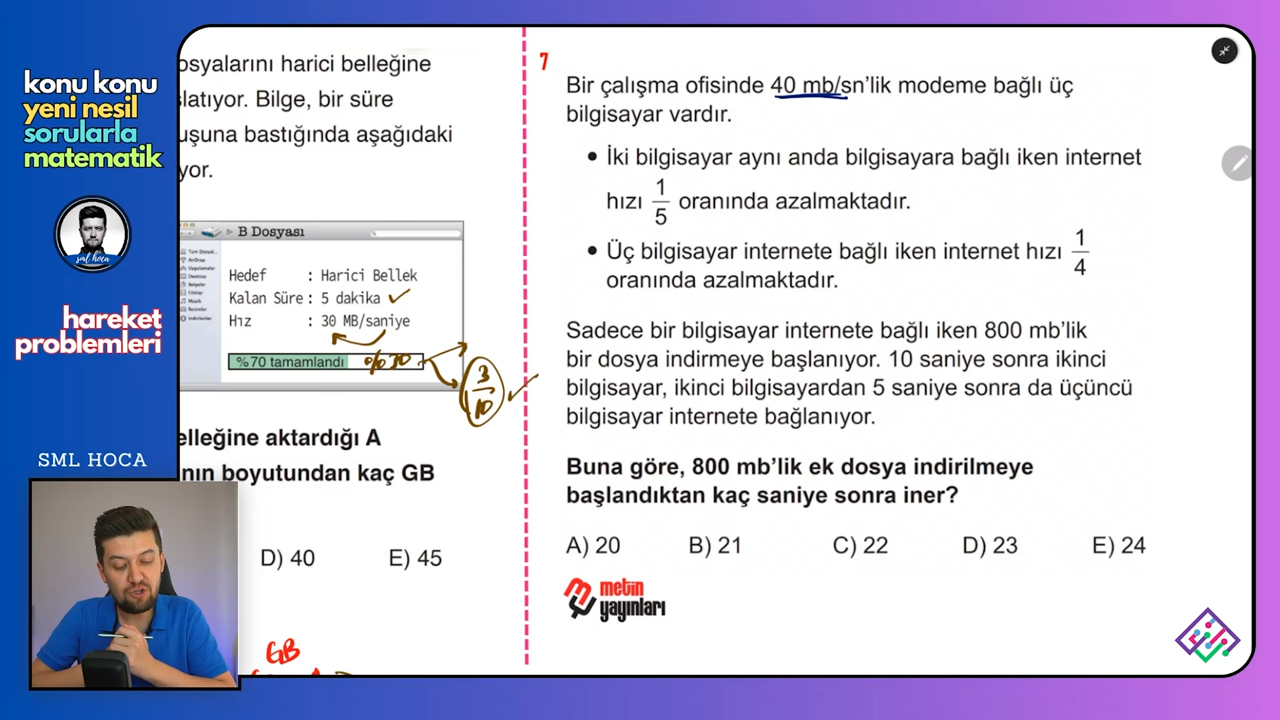 konu konu
yeni nesil
sorularla
matematik
sml hoca
hareket
problemleri
SML HOCA
osyalarını harici belleğine
latıyor. Bilge, bir süre
uşuna bastığında aşağıdaki
yor.
B Dosyası
Hedef : Harici Bellek
Kalan Süre : 5 dakika
Hız : 30 MB/saniye
%70 tamamlandı %30
3
10
elleğine aktardığı A
nın boyutundan kaç GB
D) 40 E) 45
GB
7
Bir çalışma ofisinde 40 mb/sn’lik modeme bağlı üç
bilgisayar vardır.
• İki bilgisayar aynı anda bilgisayara bağlı iken internet
hızı 1/5 oranında azalmaktadır.
• Üç bilgisayar internete bağlı iken internet hızı 1/4
oranında azalmaktadır.
Sadece bir bilgisayar internete bağlı iken 800 mb’lik
bir dosya indirmeye başlanıyor. 10 saniye sonra ikinci
bilgisayar, ikinci bilgisayardan 5 saniye sonra da üçüncü
bilgisayar internete bağlanıyor.
Buna göre, 800 mb’lik ek dosya indirilmeye
başlandıktan kaç saniye sonra iner?
A) 20 B) 21 C) 22 D) 23 E) 24
metin
yayınları